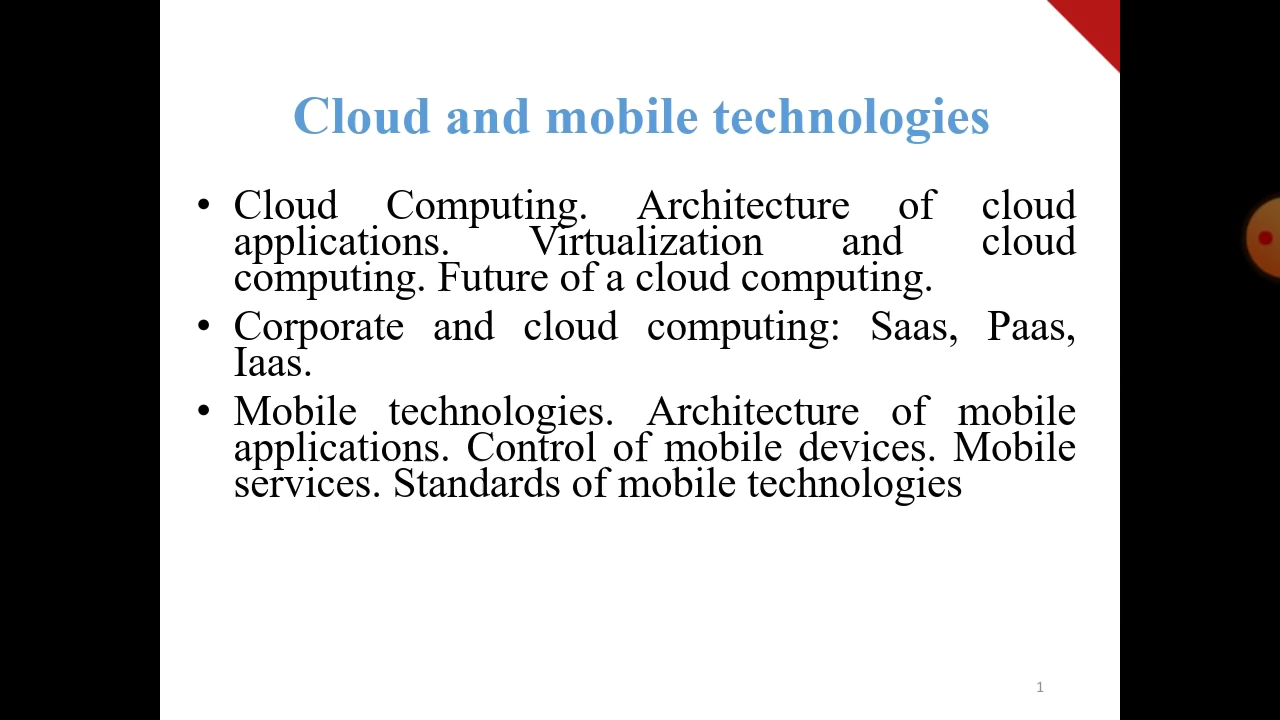 Cloud and mobile technologies
• Cloud Computing. Architecture of cloud
applications. Virtualization and cloud
computing. Future of a cloud computing.
• Corporate and cloud computing: Saas, Paas,
Iaas.
• Mobile technologies. Architecture of mobile
applications. Control of mobile devices. Mobile
services. Standards of mobile technologies
1